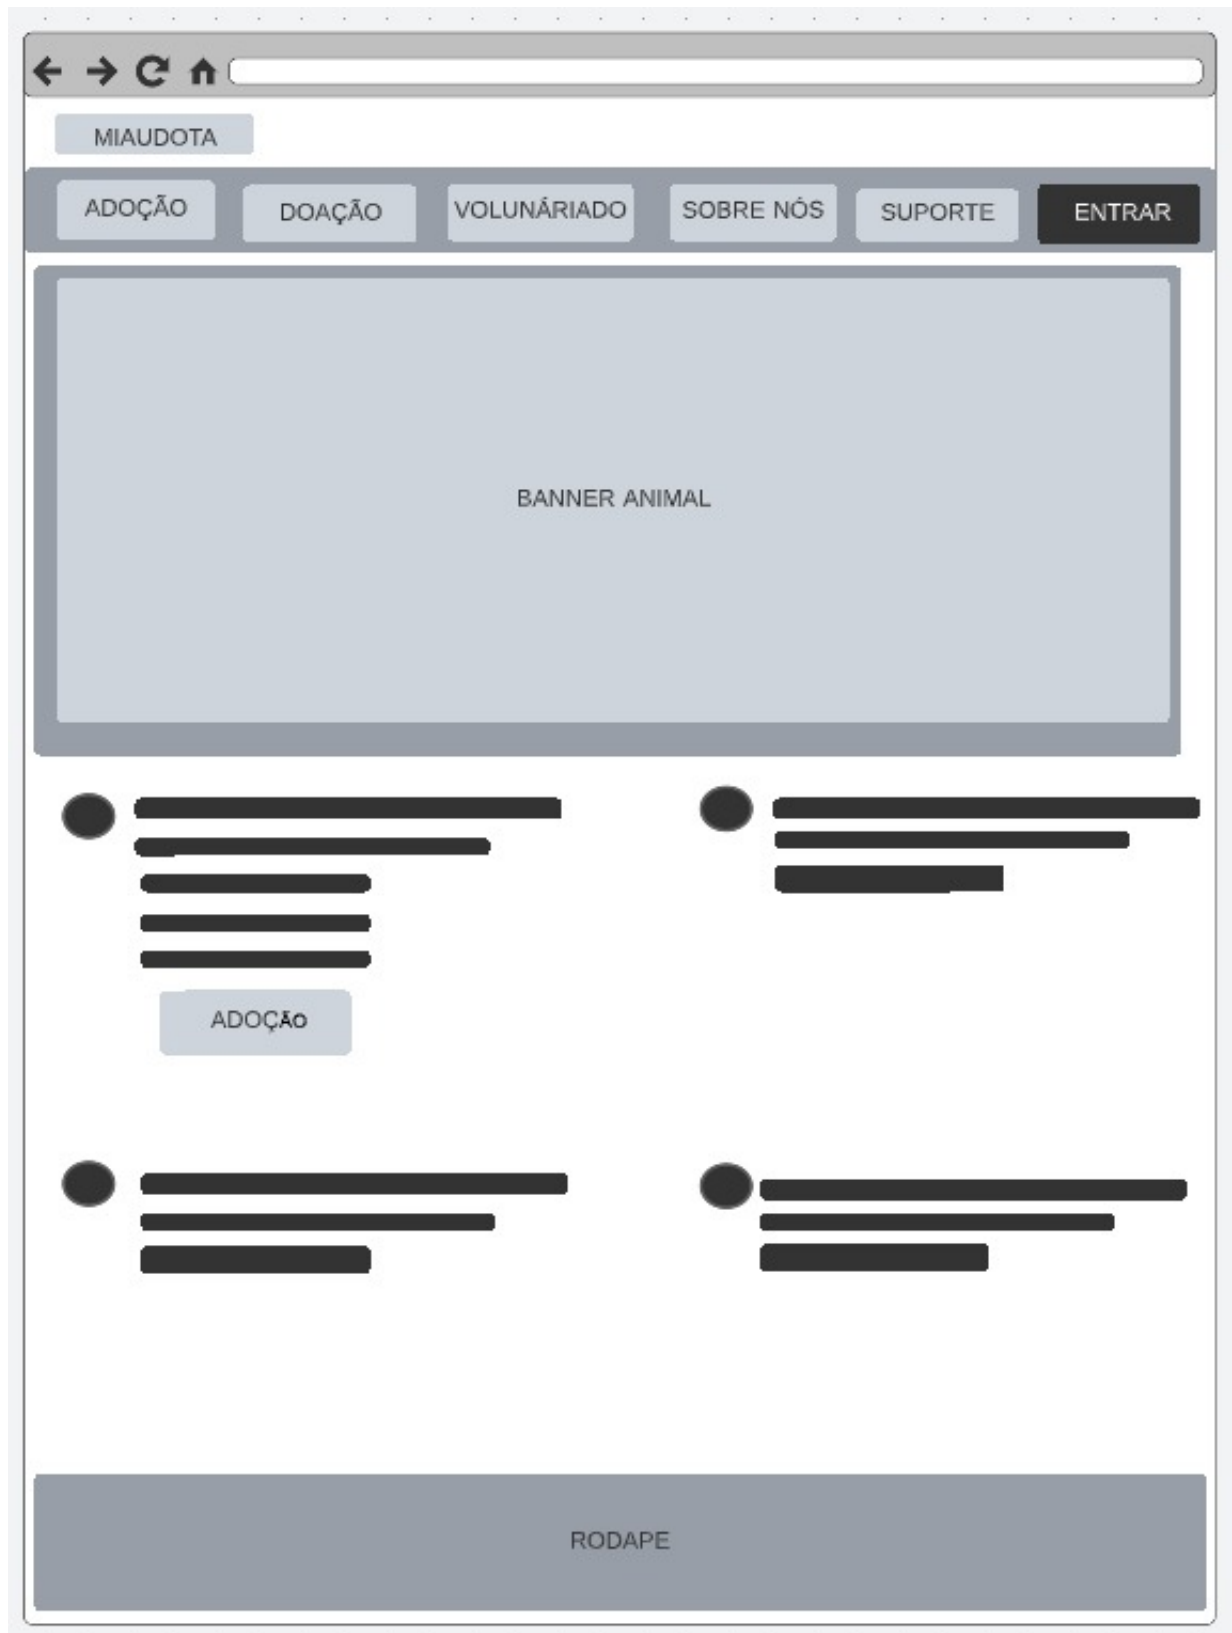 MIAUDOTA
ADOÇÃO DOAÇÃO VOLUNÁRIADO SOBRE NÓS SUPORTE ENTRAR
BANNER ANIMAL
ADOÇÃO
RODAPE